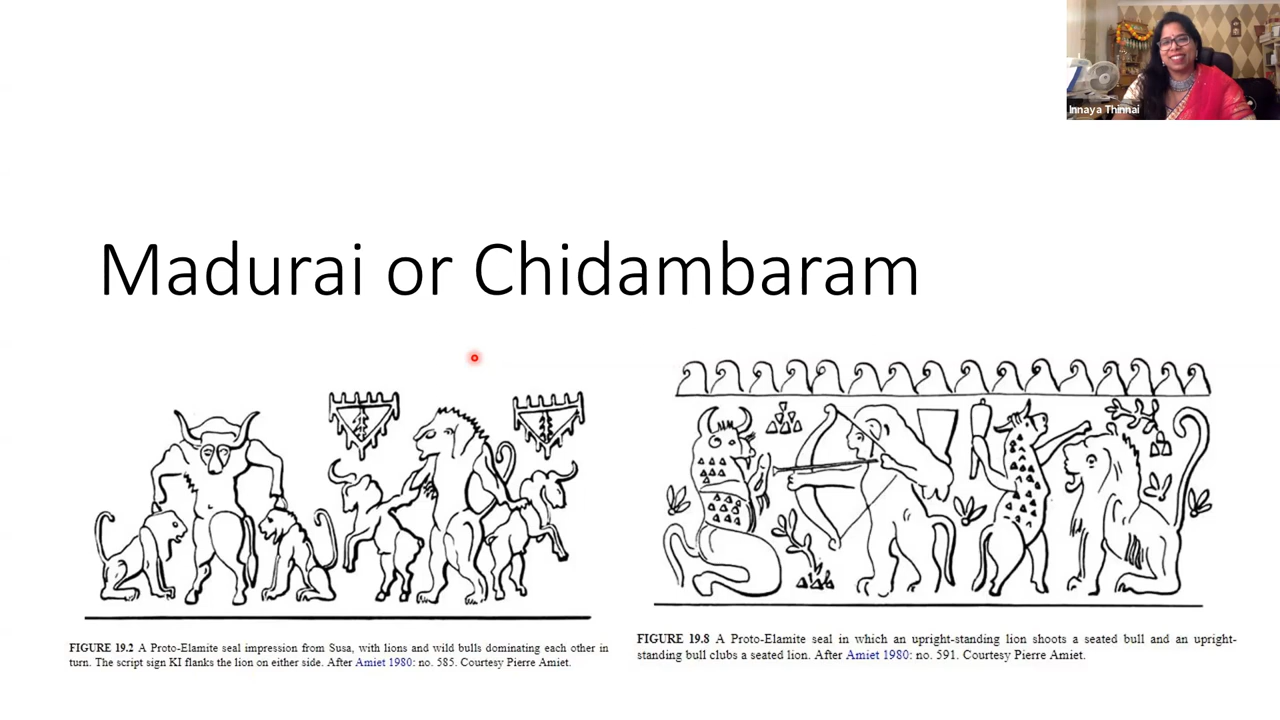 Innaya Thinnai
Madurai or Chidambaram
FIGURE 19.2 A Proto-Elamite seal impression from Susa, with lions and wild bulls dominating each other in
turn. The script sign KI flanks the lion on either side. After Amiet 1980: no. 585. Courtesy Pierre Amiet.
FIGURE 19.8 A Proto-Elamite seal in which an upright-standing lion shoots a seated bull and an upright-
standing bull clubs a seated lion. After Amiet 1980: no. 591. Courtesy Pierre Amiet.